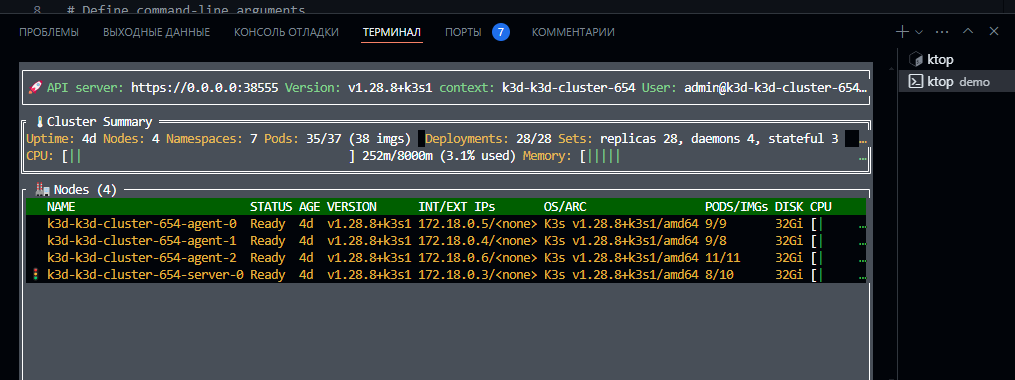 8 # Define command-line arguments
ПРОБЛЕМЫ ВЫХОДНЫЕ ДАННЫЕ КОНСОЛЬ ОТЛАДКИ ТЕРМИНАЛ ПОРТЫ 7 КОММЕНТАРИИ
ktop
ktop demo
API server: https://0.0.0.0:38555 Version: v1.28.8+k3s1 context: k3d-k3d-cluster-654 User: admin@k3d-k3d-cluster-654…
Cluster Summary
Uptime: 4d Nodes: 4 Namespaces: 7 Pods: 35/37 (38 imgs) Deployments: 28/28 Sets: replicas 28, daemons 4, stateful 3 …
CPU: [|| ] 252m/8000m (3.1% used) Memory: [||||| …
Nodes (4)
NAME STATUS AGE VERSION INT/EXT IPs OS/ARC PODS/IMGs DISK CPU
k3d-k3d-cluster-654-agent-0 Ready 4d v1.28.8+k3s1 172.18.0.5/<none> K3s v1.28.8+k3s1/amd64 9/9 32Gi [| …
k3d-k3d-cluster-654-agent-1 Ready 4d v1.28.8+k3s1 172.18.0.4/<none> K3s v1.28.8+k3s1/amd64 9/8 32Gi [| …
k3d-k3d-cluster-654-agent-2 Ready 4d v1.28.8+k3s1 172.18.0.6/<none> K3s v1.28.8+k3s1/amd64 11/11 32Gi [| …
k3d-k3d-cluster-654-server-0 Ready 4d v1.28.8+k3s1 172.18.0.3/<none> K3s v1.28.8+k3s1/amd64 8/10 32Gi [| …